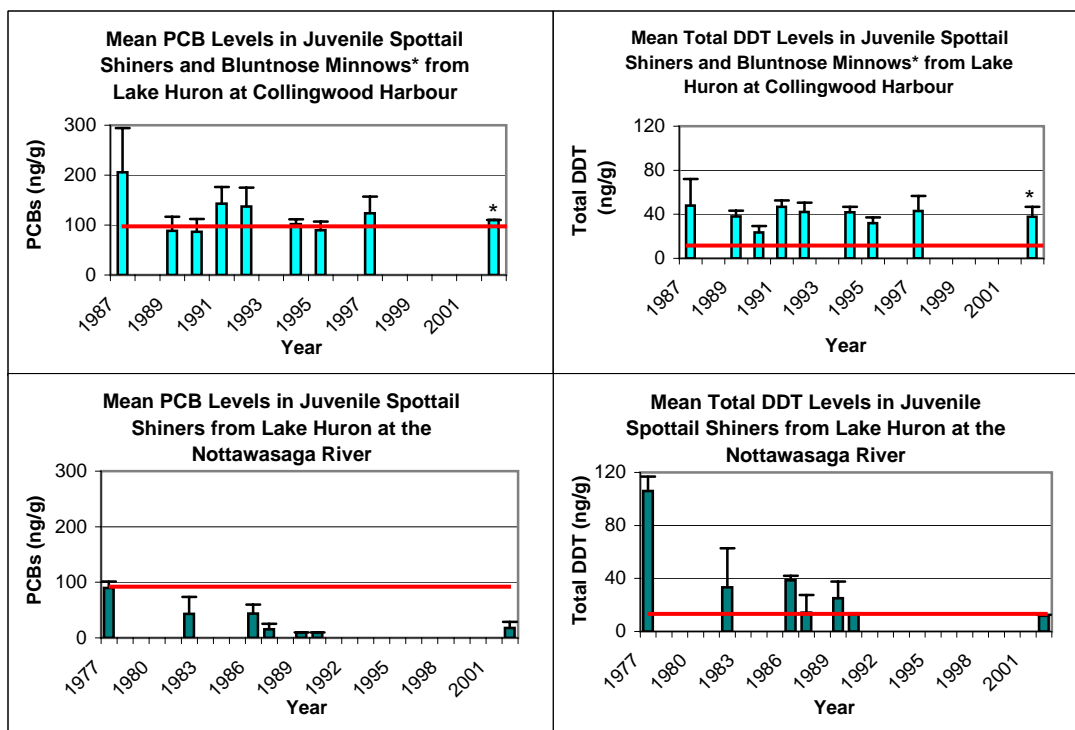 Mean PCB Levels in Juvenile Spottail
Shiners and Bluntnose Minnows* from
Lake Huron at Collingwood Harbour
PCBs (ng/g)
300
200
100
0
*
1987
1989
1991
1993
1995
1997
1999
2001
Year
Mean Total DDT Levels in Juvenile Spottail
Shiners and Bluntnose Minnows* from Lake
Huron at Collingwood Harbour
Total DDT
(ng/g)
120
80
40
0
*
1987
1989
1991
1993
1995
1997
1999
2001
Year
Mean PCB Levels in Juvenile Spottail
Shiners from Lake Huron at the
Nottawasaga River
PCBs (ng/g)
300
200
100
0
1977
1980
1983
1986
1989
1992
1995
1998
2001
Year
Mean Total DDT Levels in Juvenile
Spottail Shiners from Lake Huron at the
Nottawasaga River
Total DDT (ng/g)
120
80
40
0
1977
1980
1983
1986
1989
1992
1995
1998
2001
Year